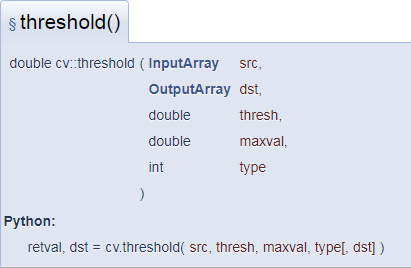 § threshold()
double cv::threshold ( InputArray src,
OutputArray dst,
double thresh,
double maxval,
int type
)
Python:
retval, dst = cv.threshold( src, thresh, maxval, type[, dst] )